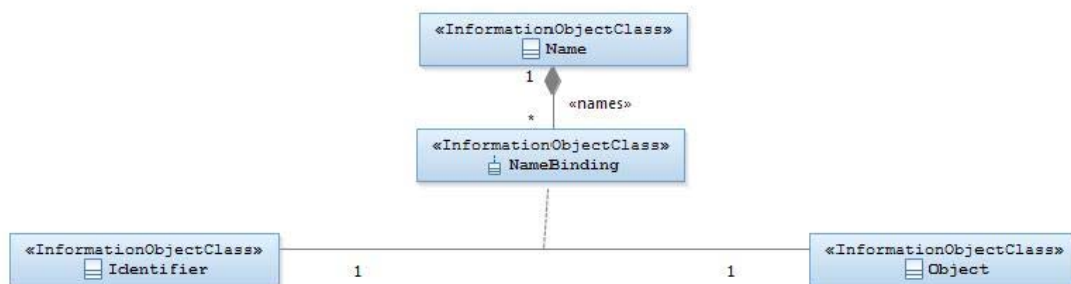 «InformationObjectClass»
Name
1
«names»
*
«InformationObjectClass»
NameBinding
«InformationObjectClass»
Identifier
1
1
«InformationObjectClass»
Object